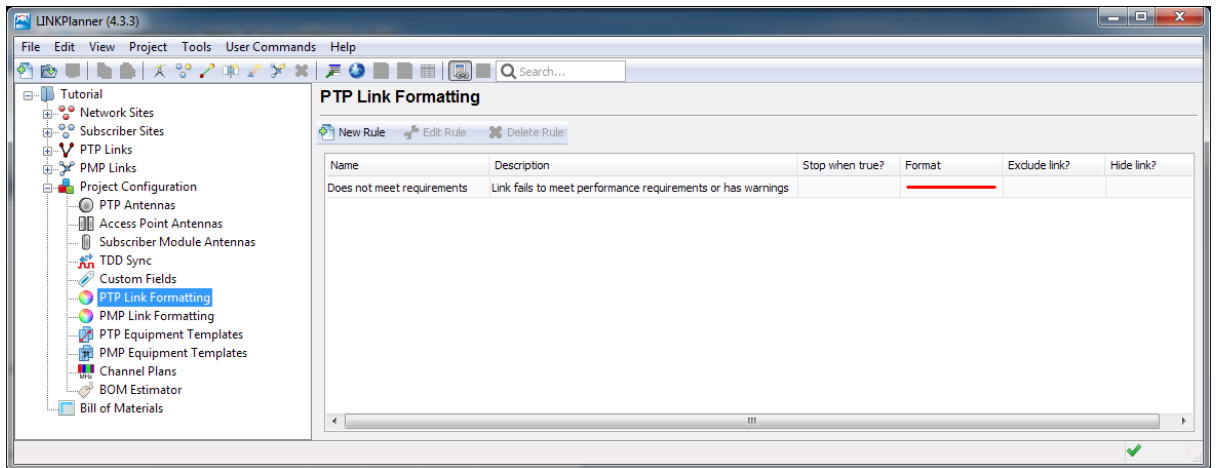 LINKPlanner (4.3.3)
File Edit View Project Tools User Commands Help
Search...
Tutorial
Network Sites
Subscriber Sites
PTP Links
PMP Links
Project Configuration
PTP Antennas
Access Point Antennas
Subscriber Module Antennas
TDD Sync
Custom Fields
PTP Link Formatting
PMP Link Formatting
PTP Equipment Templates
PMP Equipment Templates
MHz Channel Plans
BOM Estimator
Bill of Materials
PTP Link Formatting
New Rule Edit Rule Delete Rule
Name Description Stop when true? Format Exclude link? Hide link?
Does not meet requirements Link fails to meet performance requirements or has warnings